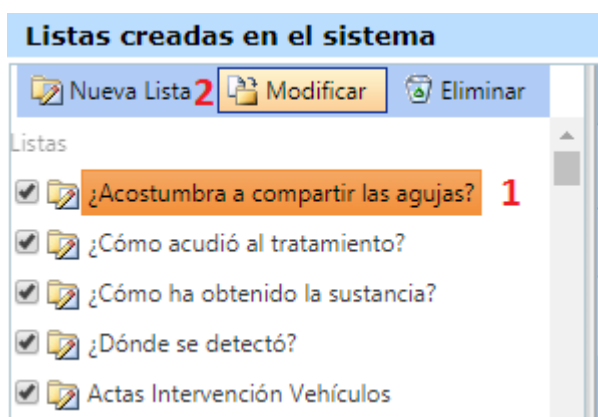 Listas creadas en el sistema
Nueva Lista 2 Modificar Eliminar
Listas
¿Acostumbra a compartir las agujas? 1
¿Cómo acudió al tratamiento?
¿Cómo ha obtenido la sustancia?
¿Dónde se detectó?
Actas Intervención Vehículos